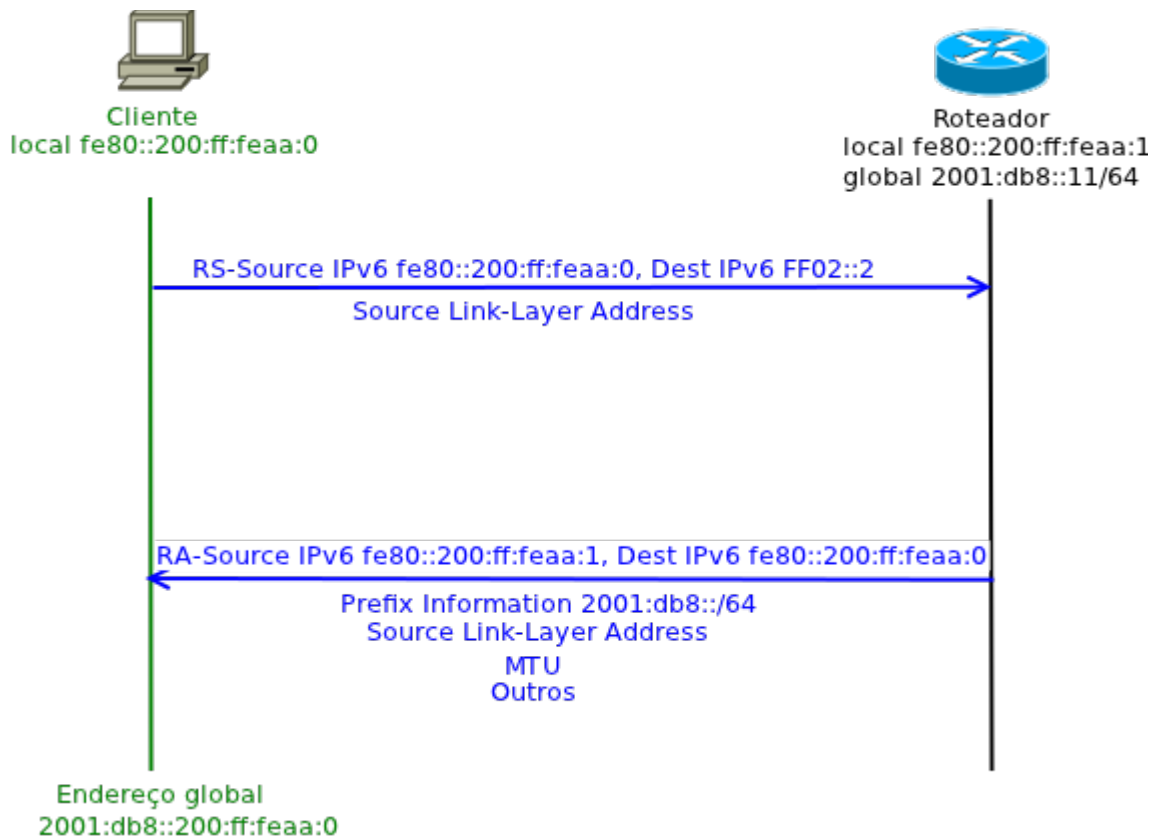 Cliente
local fe80::200:ff:feaa:0
Roteador
local fe80::200:ff:feaa:1
global 2001:db8::11/64
RS-Source IPv6 fe80::200:ff:feaa:0, Dest IPv6 FF02::2
Source Link-Layer Address
RA-Source IPv6 fe80::200:ff:feaa:1, Dest IPv6 fe80::200:ff:feaa:0
Prefix Information 2001:db8::/64
Source Link-Layer Address
MTU
Outros
Endereço global
2001:db8::200:ff:feaa:0